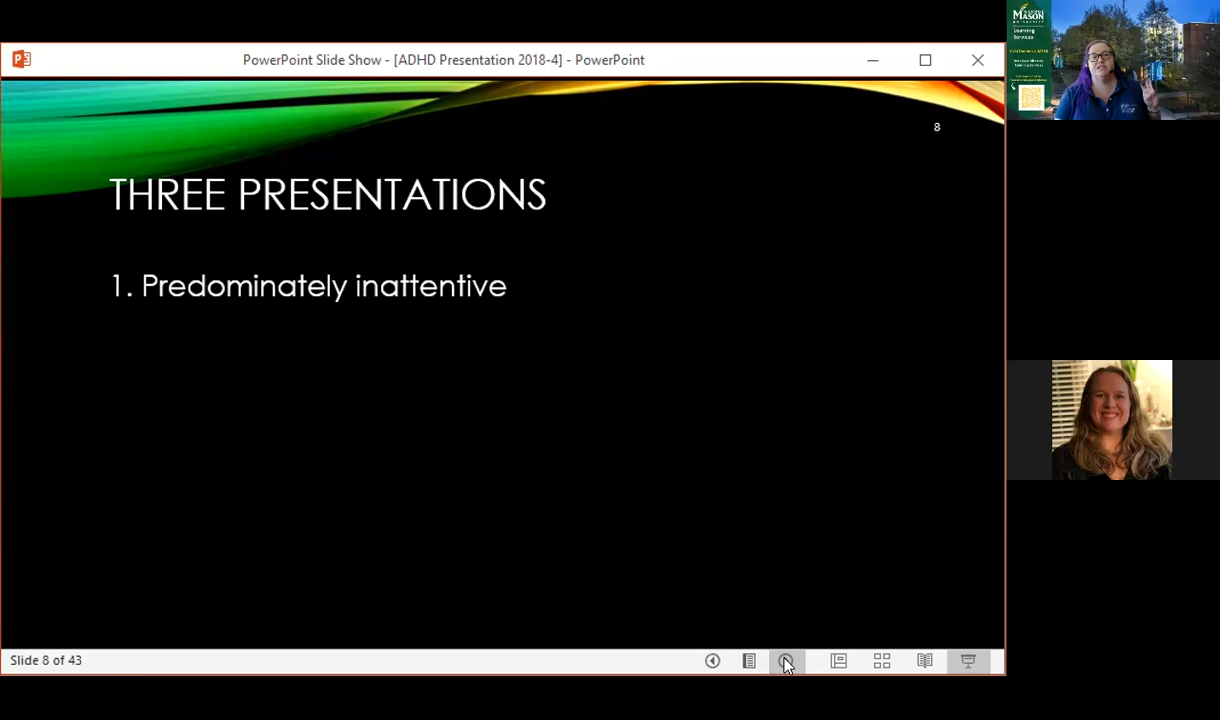 PowerPoint Slide Show - [ADHD Presentation 2018-4] - PowerPoint
8
THREE PRESENTATIONS
1. Predominately inattentive
Slide 8 of 43
MASON
Learning
Services